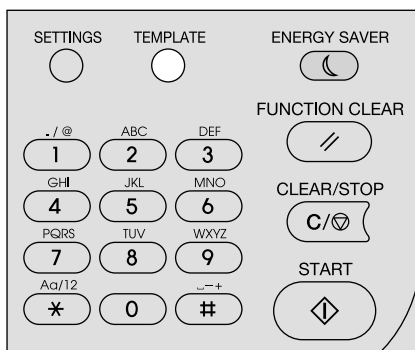 SETTINGS TEMPLATE ENERGY SAVER
FUNCTION CLEAR
./@ ABC DEF
1 2 3
GHI JKL MNO
4 5 6
CLEAR/STOP
C/
PQRS TUV WXYZ
7 8 9
START
Aa/12 ⎵−+
* 0 #